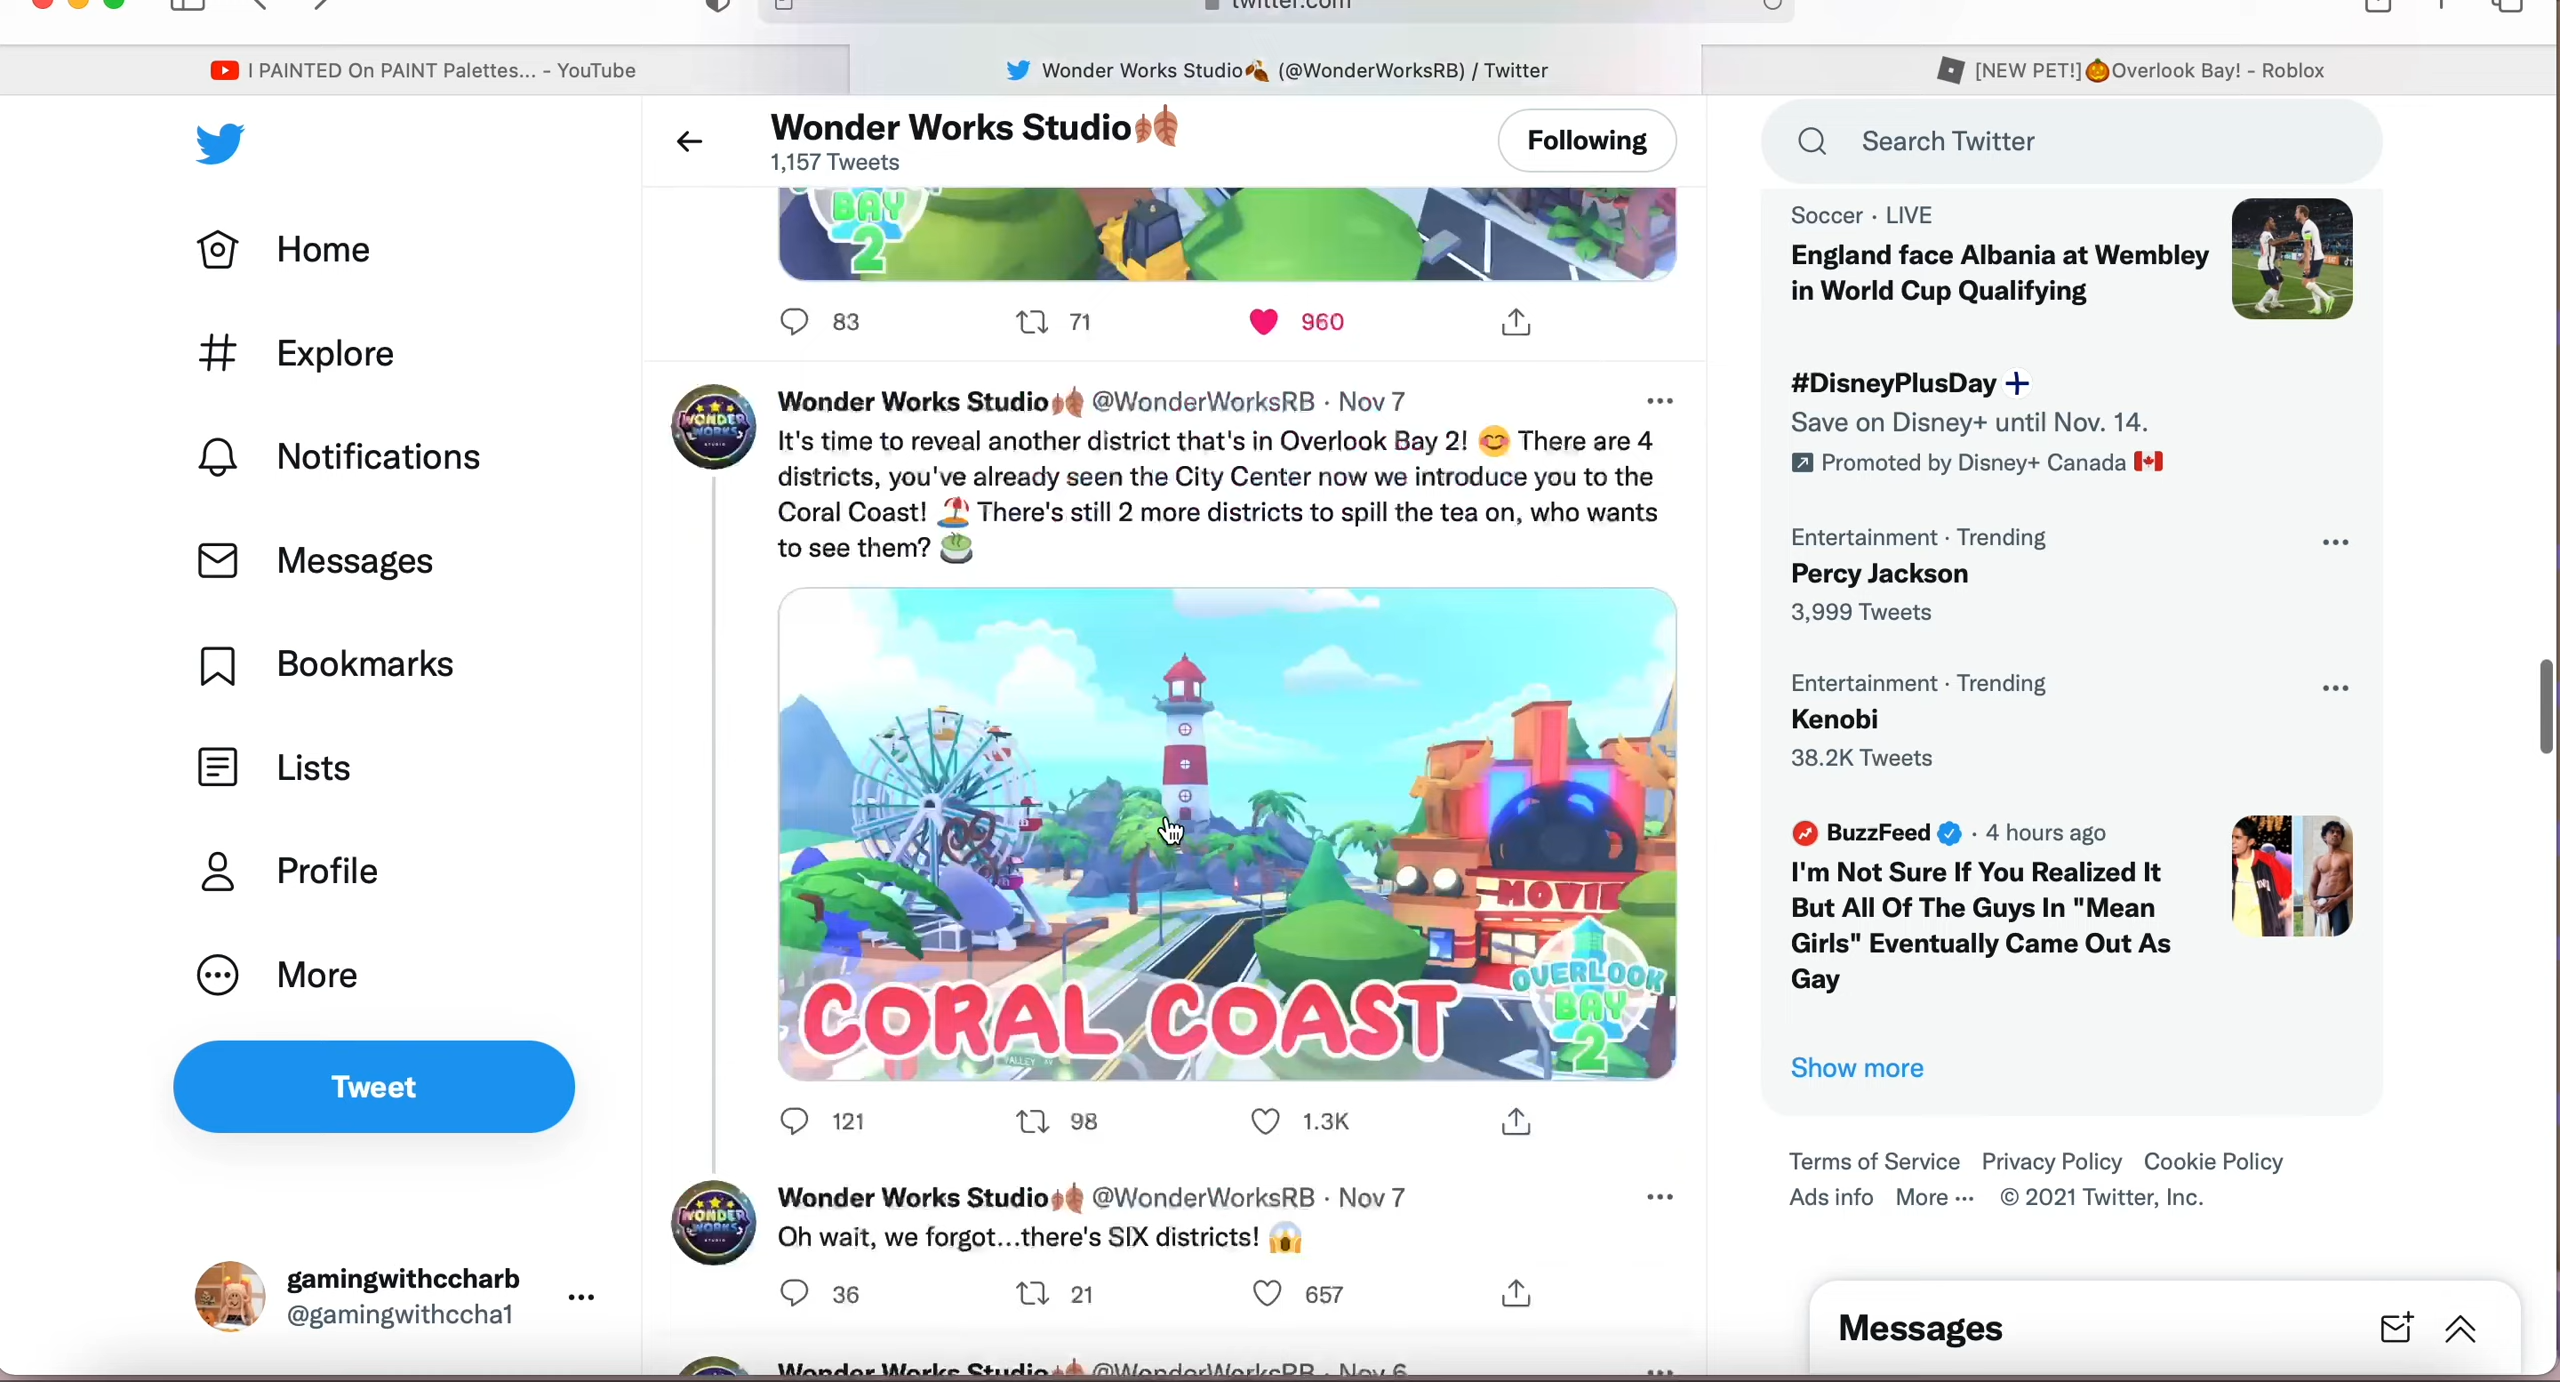 twitter.com
I PAINTED On PAINT Palettes... - YouTube
Wonder Works Studio🍂 (@WonderWorksRB) / Twitter
[NEW PET!]🎃Overlook Bay! - Roblox
Wonder Works Studio🍂
1,157 Tweets
Following
Search Twitter
Home
Explore
Notifications
Messages
Bookmarks
Lists
Profile
More
Tweet
gamingwithccharb
@gamingwithccha1
BAY
2
83
71
960
Wonder Works Studio🍂 @WonderWorksRB · Nov 7
It's time to reveal another district that's in Overlook Bay 2! 😊 There are 4
districts, you've already seen the City Center now we introduce you to the
Coral Coast! 🏖️ There's still 2 more districts to spill the tea on, who wants
to see them? 🍵
MOVIE
CORAL COAST
VALLEY AV
OVERLOOK
BAY
2
121
98
1.3K
WONDER
WORKS
STUDIO
Wonder Works Studio🍂 @WonderWorksRB · Nov 7
Oh wait, we forgot...there's SIX districts! 😱
36
21
657
WONDER
WORKS
STUDIO
Wonder Works Studio🍂 @WonderWorksRB · Nov 6
Soccer · LIVE
England face Albania at Wembley
in World Cup Qualifying
#DisneyPlusDay
Save on Disney+ until Nov. 14.
Promoted by Disney+ Canada 🇨🇦
Entertainment · Trending
Percy Jackson
3,999 Tweets
Entertainment · Trending
Kenobi
38.2K Tweets
BuzzFeed · 4 hours ago
I'm Not Sure If You Realized It
But All Of The Guys In "Mean
Girls" Eventually Came Out As
Gay
Show more
Terms of Service Privacy Policy Cookie Policy
Ads info More ··· © 2021 Twitter, Inc.
Messages